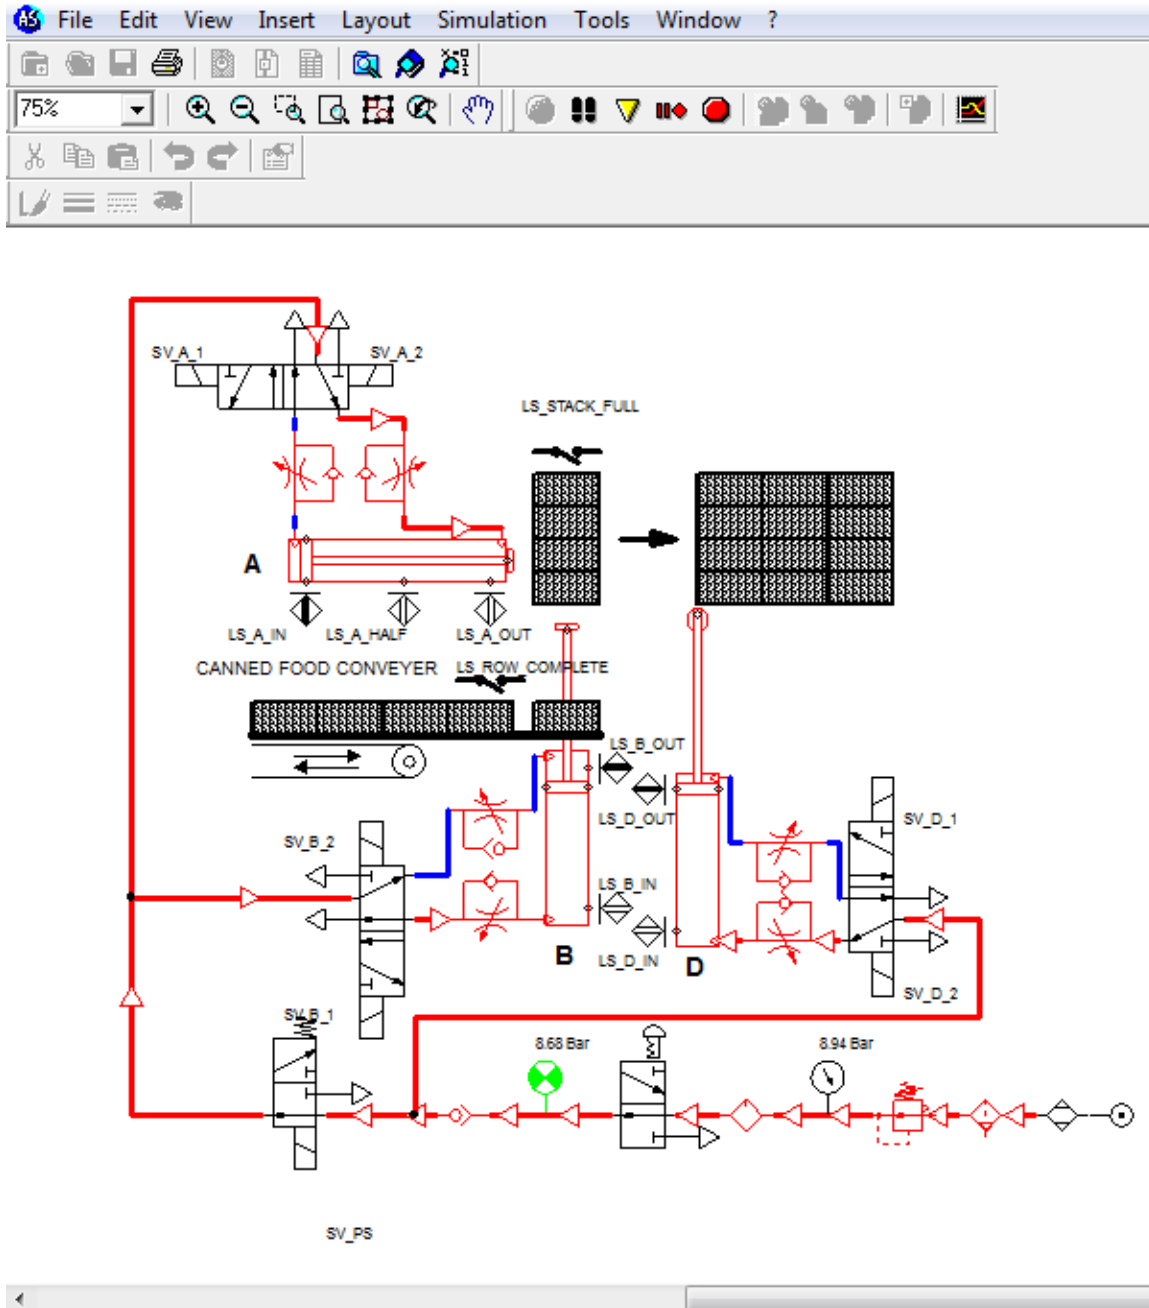 AS File Edit View Insert Layout Simulation Tools Window ?
75%
SV_A_1
SV_A_2
LS_STACK_FULL
A
LS_A_IN
LS_A_HALF
LS_A_OUT
CANNED FOOD CONVEYER
LS_ROW_COMPLETE
LS_B_OUT
LS_D_OUT
SV_B_2
SV_D_1
LS_B_IN
B
LS_D_IN
D
SV_D_2
SV_B_1
8.68 Bar
8.94 Bar
SV_PS